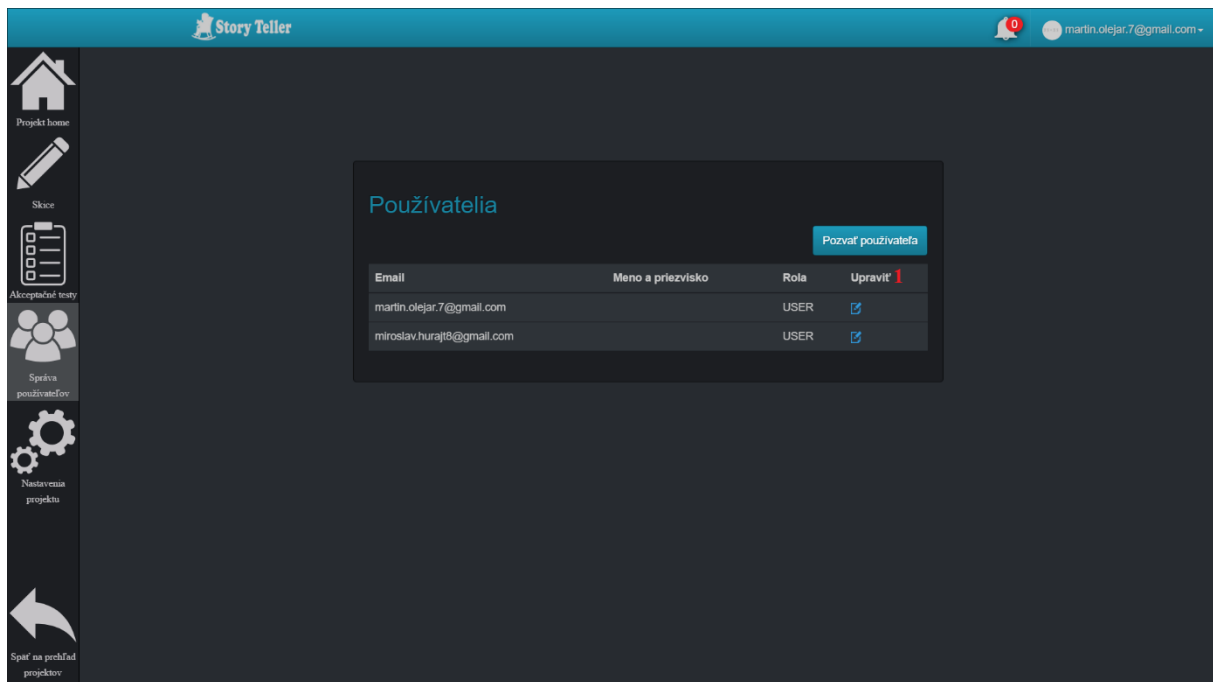 Story Teller
0
martin.olejar.7@gmail.com
Projekt home
Skice
Akceptačné testy
Správa
používateľov
Nastavenia
projektu
Späť na prehľad
projektov
Používatelia
Pozvať používateľa
Email Meno a priezvisko Rola Upraviť 1
martin.olejar.7@gmail.com USER
miroslav.hurajt8@gmail.com USER